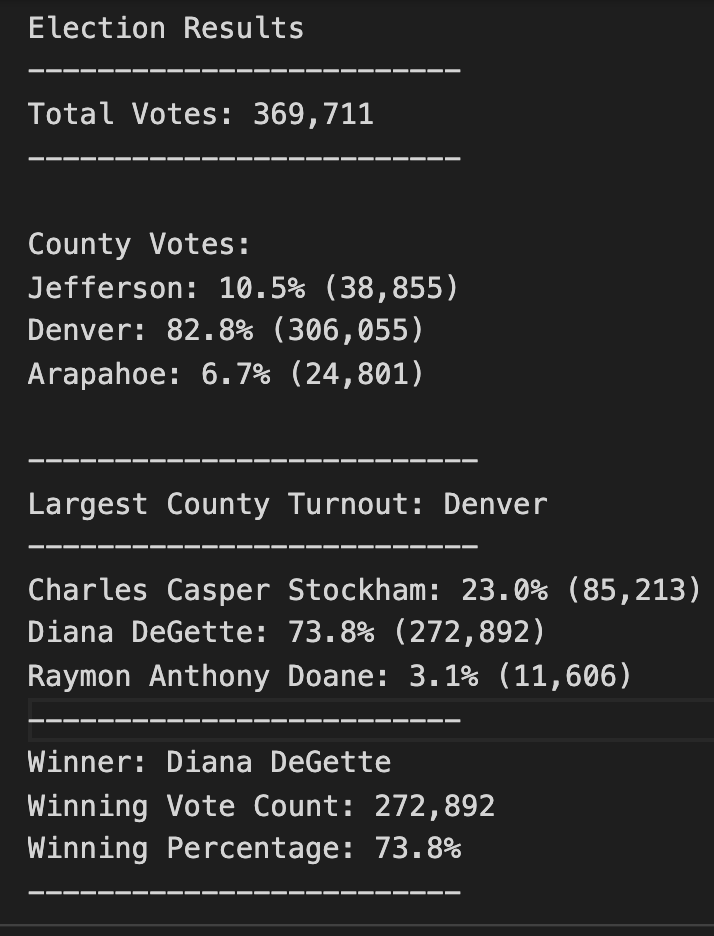 Election Results
-------------------------
Total Votes: 369,711
-------------------------
County Votes:
Jefferson: 10.5% (38,855)
Denver: 82.8% (306,055)
Arapahoe: 6.7% (24,801)
--------------------------
Largest County Turnout: Denver
--------------------------
Charles Casper Stockham: 23.0% (85,213)
Diana DeGette: 73.8% (272,892)
Raymon Anthony Doane: 3.1% (11,606)
-------------------------
Winner: Diana DeGette
Winning Vote Count: 272,892
Winning Percentage: 73.8%
-------------------------